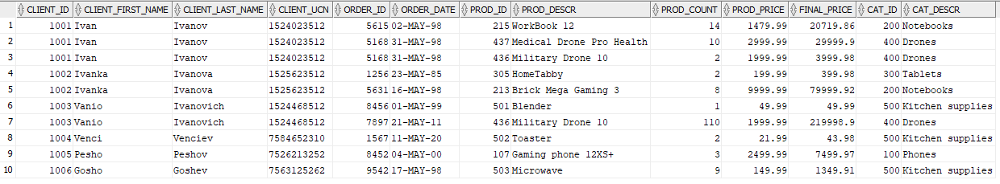 CLIENT_ID CLIENT_FIRST_NAME CLIENT_LAST_NAME CLIENT_UCN ORDER_ID ORDER_DATE PROD_ID PROD_DESCR PROD_COUNT PROD_PRICE FINAL_PRICE CAT_ID CAT_DESCR
1 1001 Ivan Ivanov 1524023512 5615 02-MAY-98 215 WorkBook 12 14 1479.99 20719.86 200 Notebooks
2 1001 Ivan Ivanov 1524023512 5168 31-MAY-98 437 Medical Drone Pro Health 10 2999.99 29999.9 400 Drones
3 1001 Ivan Ivanov 1524023512 5168 31-MAY-98 436 Military Drone 10 2 1999.99 3999.98 400 Drones
4 1002 Ivanka Ivanova 1525623512 1256 23-MAY-85 305 HomeTabby 2 199.99 399.98 300 Tablets
5 1002 Ivanka Ivanova 1525623512 5631 16-MAY-98 213 Brick Mega Gaming 3 8 9999.99 79999.92 200 Notebooks
6 1003 Vanio Ivanovich 1524468512 8456 01-MAY-99 501 Blender 1 49.99 49.99 500 Kitchen supplies
7 1003 Vanio Ivanovich 1524468512 7897 21-MAY-11 436 Military Drone 10 110 1999.99 219998.9 400 Drones
8 1004 Venci Venciev 7584652310 1567 11-MAY-20 502 Toaster 2 21.99 43.98 500 Kitchen supplies
9 1005 Pesho Peshov 7526213252 8452 04-MAY-00 107 Gaming phone 12XS+ 3 2499.99 7499.97 100 Phones
10 1006 Gosho Goshev 7563125262 9542 17-MAY-98 503 Microwave 9 149.99 1349.91 500 Kitchen supplies